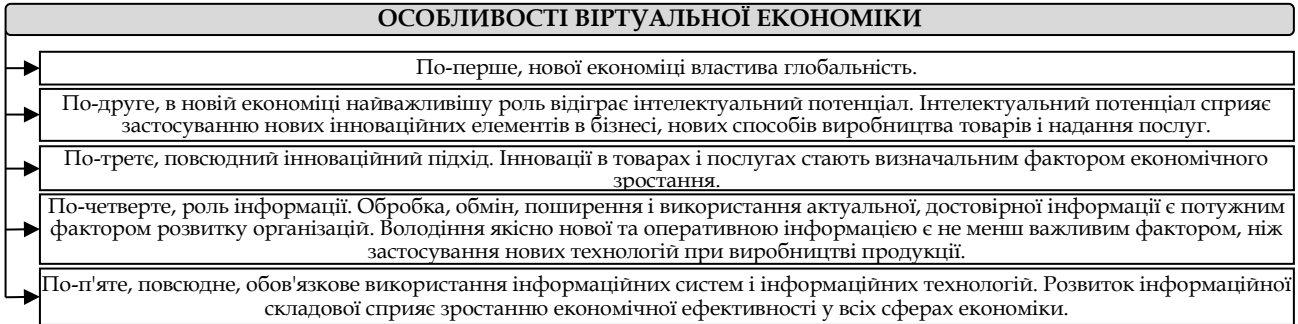 ОСОБЛИВОСТІ ВІРТУАЛЬНОЇ ЕКОНОМІКИ
По-перше, нової економіці властива глобальність.
По-друге, в новій економіці найважливішу роль відіграє інтелектуальний потенціал. Інтелектуальний потенціал сприяє
застосуванню нових інноваційних елементів в бізнесі, нових способів виробництва товарів і надання послуг.
По-третє, повсюдний інноваційний підхід. Інновації в товарах і послугах стають визначальним фактором економічного
зростання.
По-четверте, роль інформації. Обробка, обмін, поширення і використання актуальної, достовірної інформації є потужним
фактором розвитку організацій. Володіння якісно нової та оперативною інформацією є не менш важливим фактором, ніж
застосування нових технологій при виробництві продукції.
По-п'яте, повсюдне, обов'язкове використання інформаційних систем і інформаційних технологій. Розвиток інформаційної
складової сприяє зростанню економічної ефективності у всіх сферах економіки.